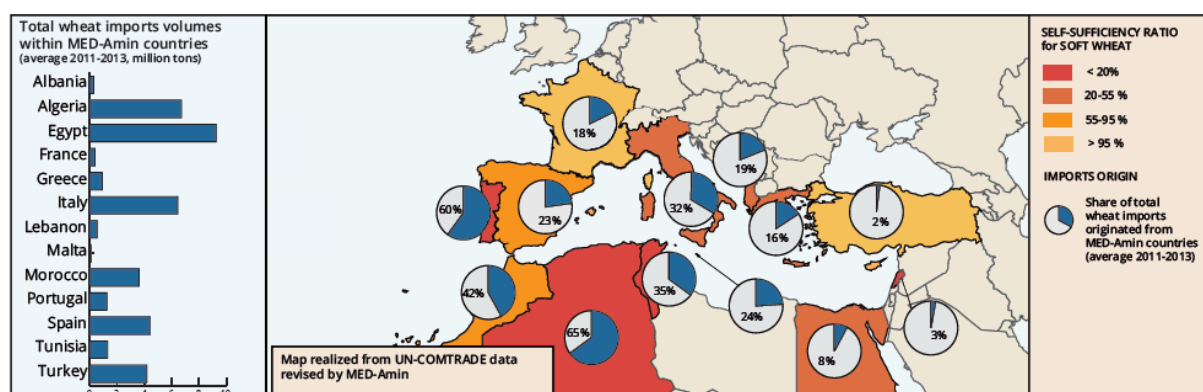 Total wheat imports volumes
within MED-Amin countries
(average 2011-2013, million tons)
Albania
Algeria
Egypt
France
Greece
Italy
Lebanon
Malta
Morocco
Portugal
Spain
Tunisia
Turkey
18%
19%
60%
23%
32%
16%
2%
42%
35%
24%
65%
8%
3%
Map realized from UN-COMTRADE data
revised by MED-Amin
SELF-SUFFICIENCY RATIO
for SOFT WHEAT
< 20%
20-55 %
55-95 %
> 95 %
IMPORTS ORIGIN
Share of total
wheat imports
originated from
MED-Amin countries
(average 2011-2013)